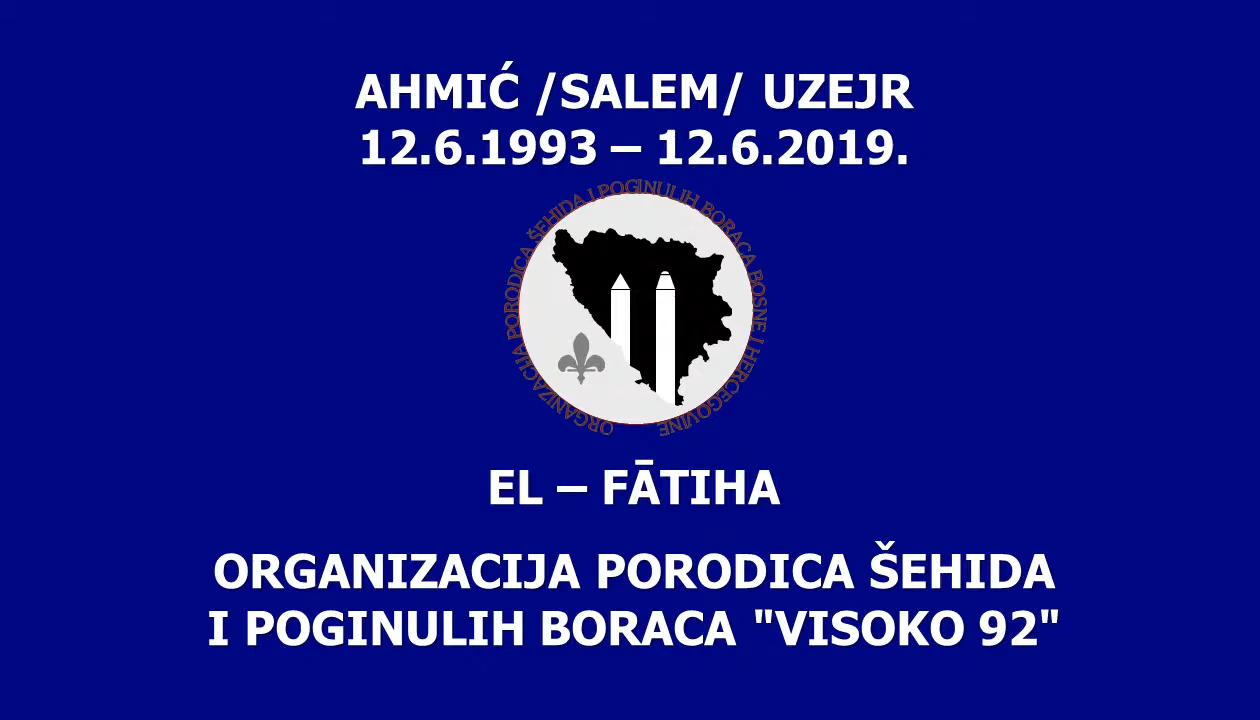 AHMIĆ /SALEM/ UZEJR
12.6.1993 – 12.6.2019.
ORGANIZACIJA PORODICA ŠEHIDA I POGINULIH BORACA BOSNE I HERCEGOVINE
EL – FĀTIHA
ORGANIZACIJA PORODICA ŠEHIDA
I POGINULIH BORACA "VISOKO 92"